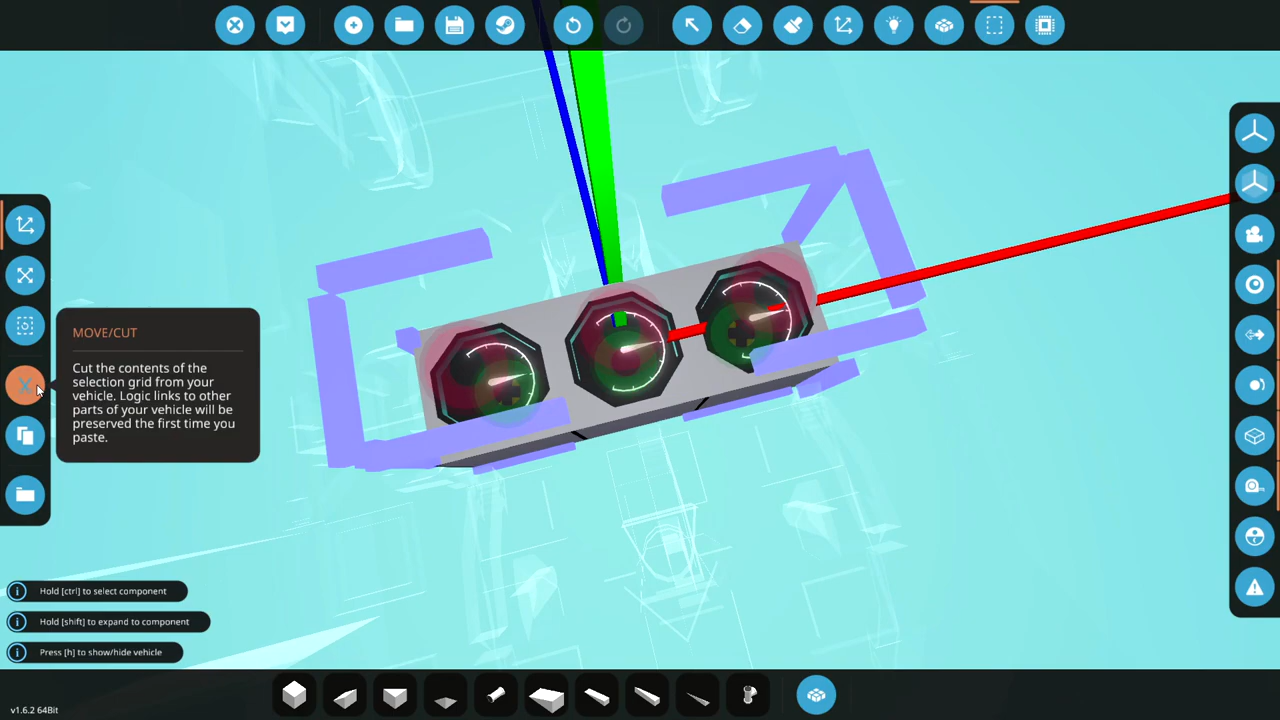 MOVE/CUT
Cut the contents of the
selection grid from your
vehicle. Logic links to other
parts of your vehicle will be
preserved the first time you
paste.
Hold [ctrl] to select component
Hold [shift] to expand to component
Press [h] to show/hide vehicle
v1.6.2 64Bit